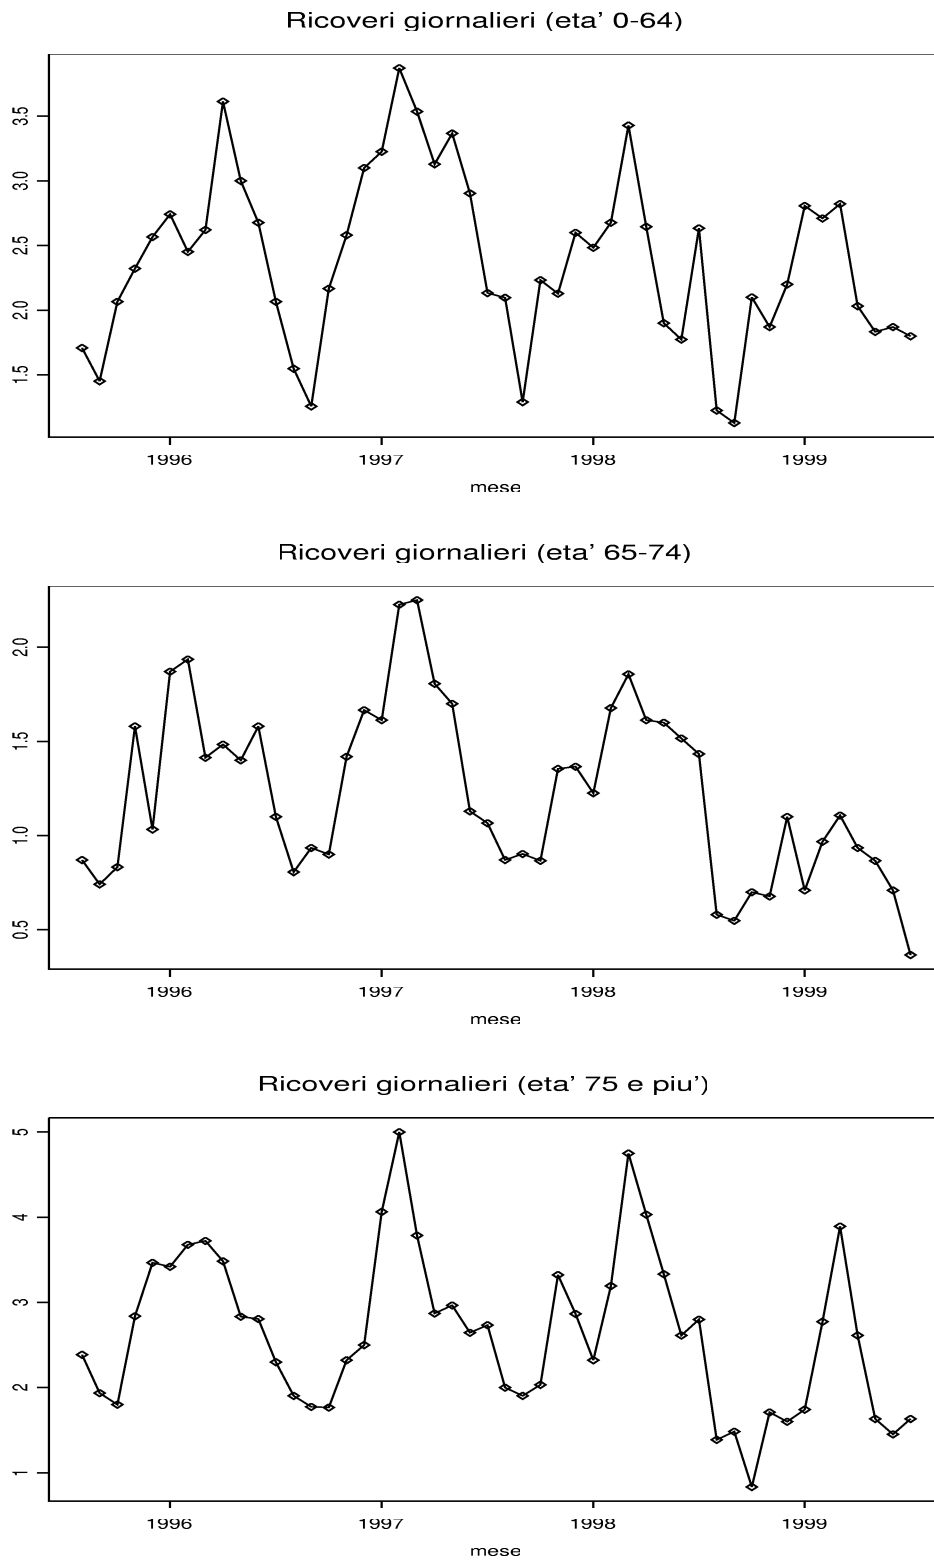 Ricoveri giornalieri (eta' 0-64)
3.5
3.0
2.5
2.0
1.5
1996 1997 1998 1999
mese
Ricoveri giornalieri (eta' 65-74)
2.0
1.5
1.0
0.5
1996 1997 1998 1999
mese
Ricoveri giornalieri (eta' 75 e piu')
5
4
3
2
1
1996 1997 1998 1999
mese